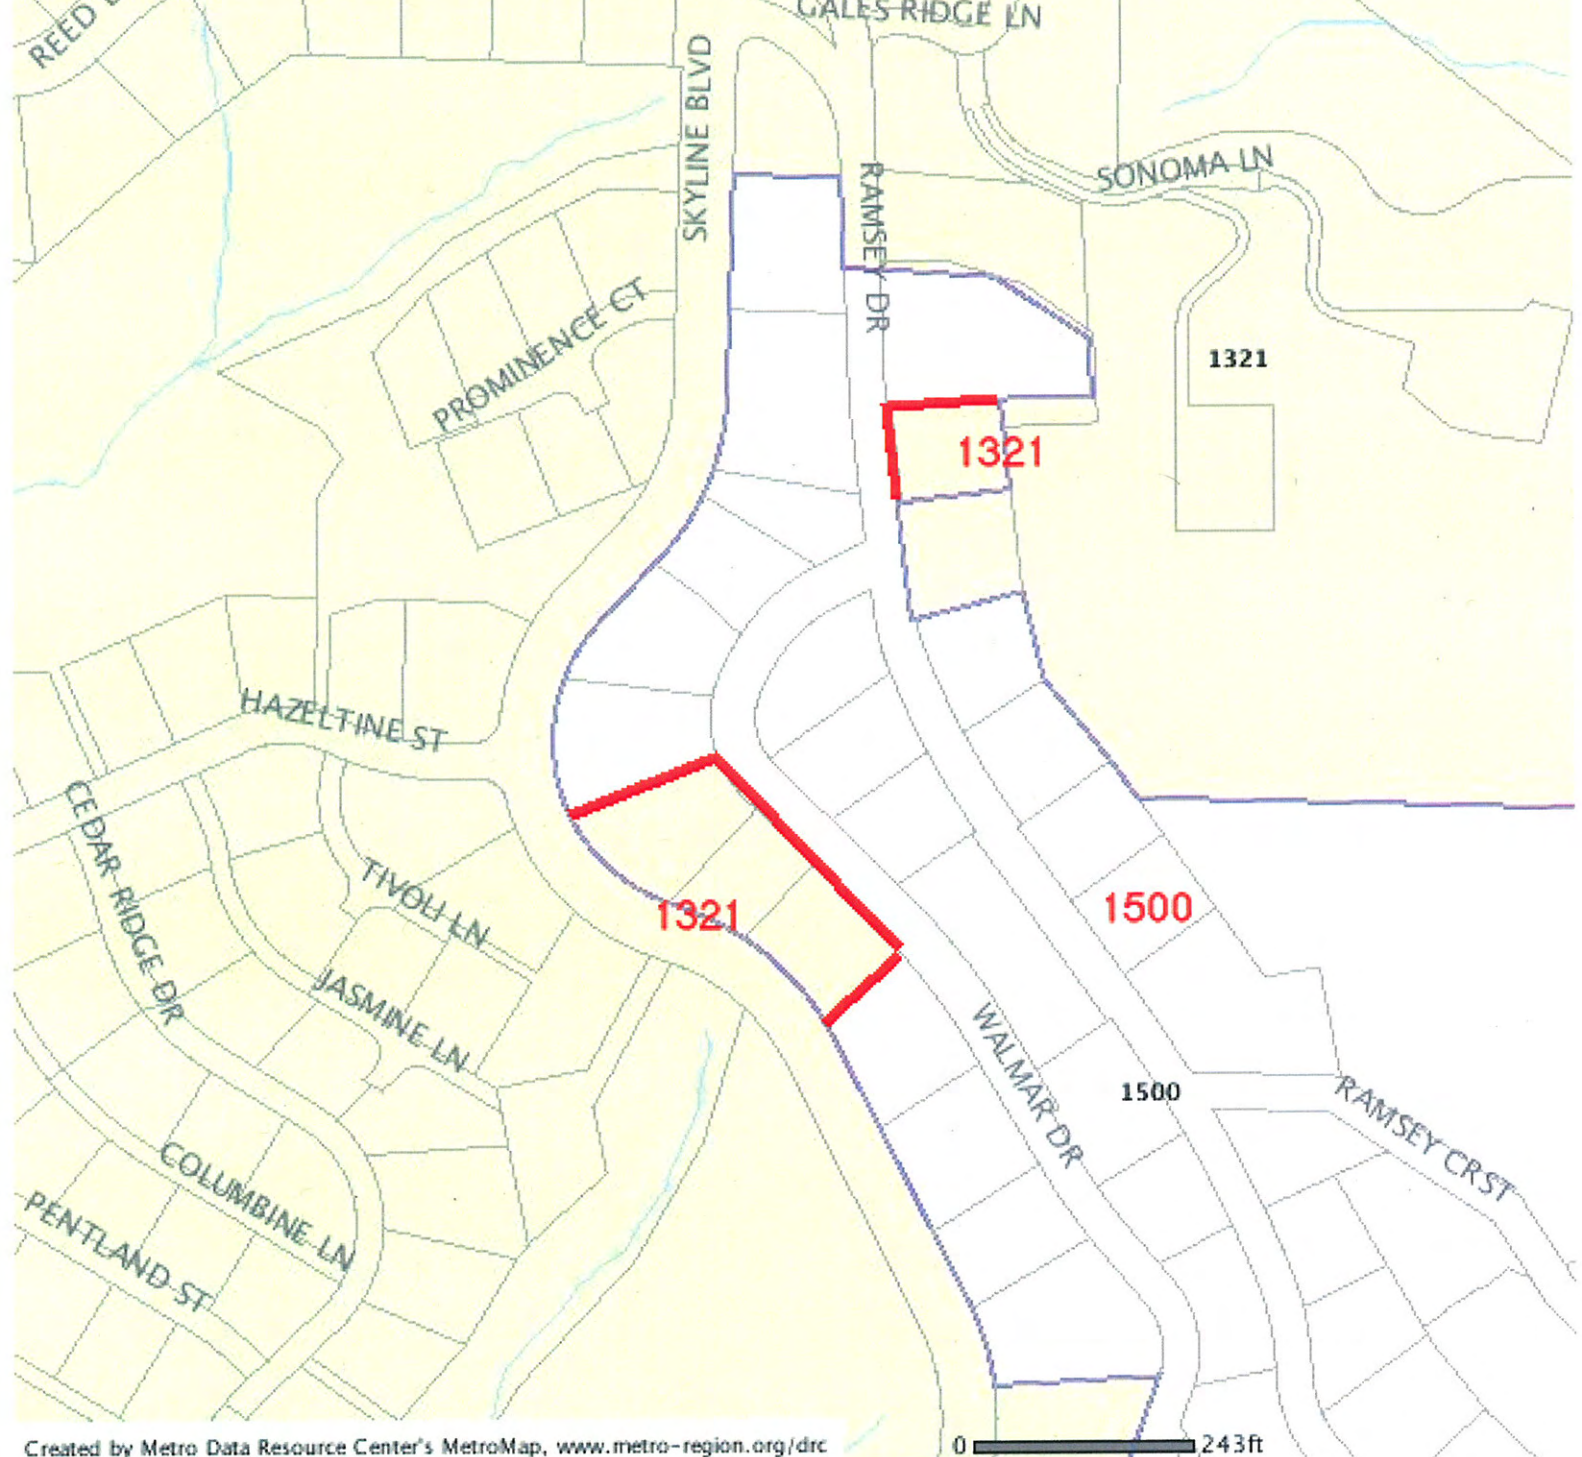 GALES RIDGE LN
REED
SKYLINE BLVD
RAMSEY DR
SONOMA LN
PROMINENCE CT
1321
1321
HAZELTINE ST
CEDAR RIDGE DR
TIVOLI LN
1321
1500
JASMINE LN
WALMAR DR
1500
RAMSEY CRST
COLUMBINE LN
PENTLAND ST
Created by Metro Data Resource Center's MetroMap, www.metro-region.org/drc
0 243ft